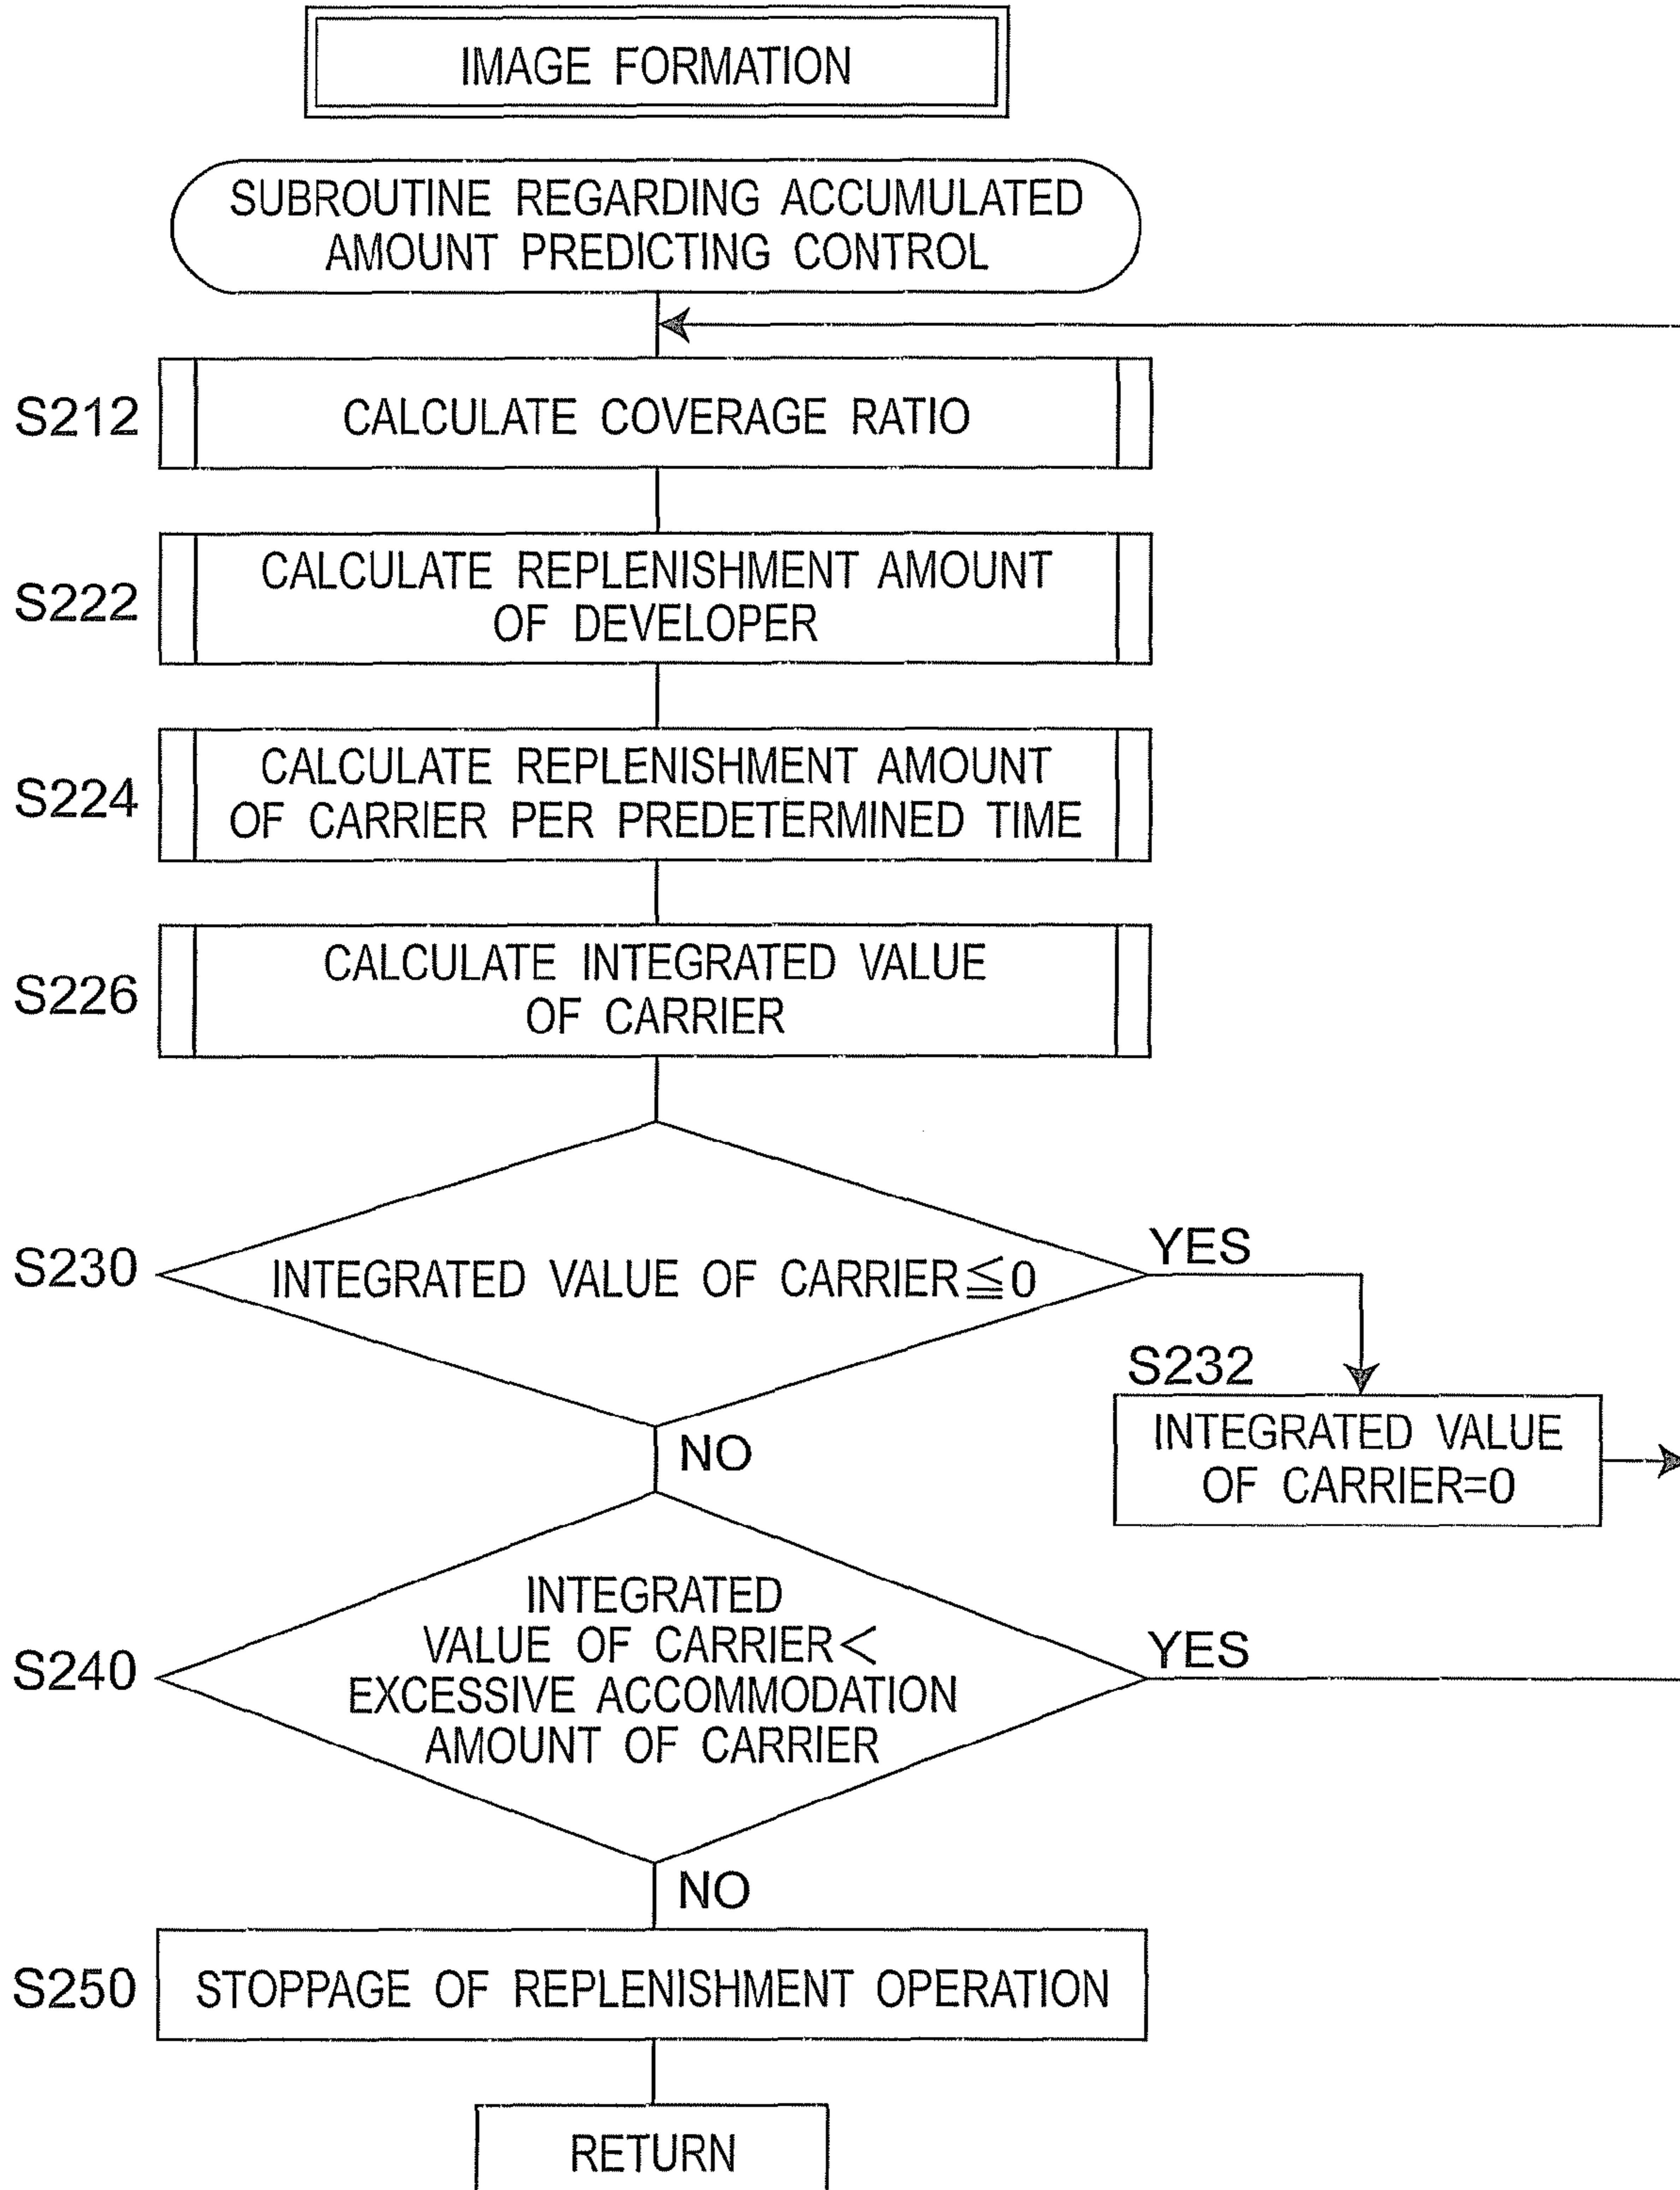 IMAGE FORMATION
SUBROUTINE REGARDING ACCUMULATED
AMOUNT PREDICTING CONTROL
S212
CALCULATE COVERAGE RATIO
S222
CALCULATE REPLENISHMENT AMOUNT
OF DEVELOPER
S224
CALCULATE REPLENISHMENT AMOUNT
OF CARRIER PER PREDETERMINED TIME
S226
CALCULATE INTEGRATED VALUE
OF CARRIER
S230
INTEGRATED VALUE OF CARRIER≦0
YES
S232
INTEGRATED VALUE
OF CARRIER=0
NO
S240
INTEGRATED
VALUE OF CARRIER<
EXCESSIVE ACCOMMODATION
AMOUNT OF CARRIER
YES
NO
S250
STOPPAGE OF REPLENISHMENT OPERATION
RETURN